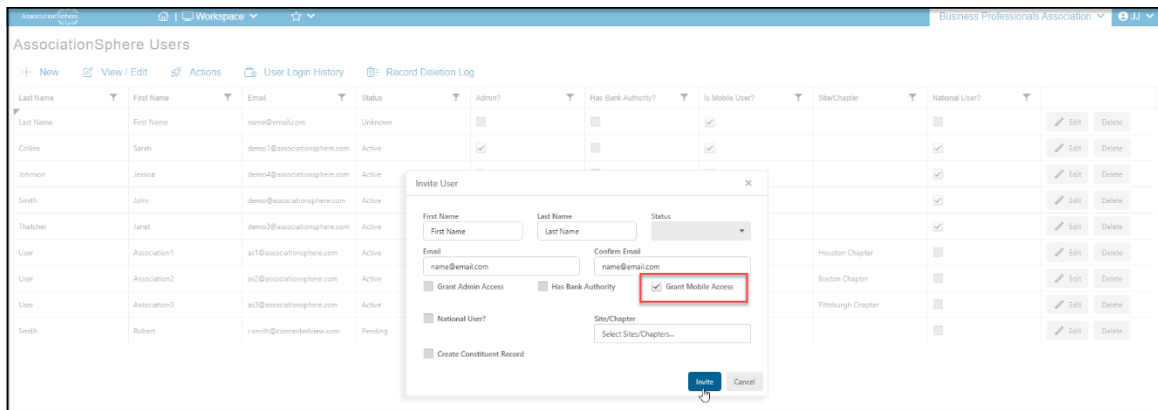 AssociationSphere | Workspace Business Professionals Association JJ
AssociationSphere Users
+ New View / Edit Actions User Login History Record Deletion Log
Last Name First Name Email Status Admin? Has Bank Authority? Is Mobile User? Site/Chapter National User?
Last Name First Name name@email.com Unknown Edit Delete
Collins Sarah demo1@associationsphere.com Active Edit Delete
Johnson Jessica demo4@associationsphere.com Active Edit Delete
Smith John demo@associationsphere.com Active Edit Delete
Thatcher Janet demo3@associationsphere.com Active Edit Delete
User Association1 as1@associationsphere.com Active Houston Chapter Edit Delete
User Association2 as2@associationsphere.com Active Boston Chapter Edit Delete
User Association3 as3@associationsphere.com Active Pittsburgh Chapter Edit Delete
Smith Robert r.smith@connectedview.com Pending Edit Delete
Invite User
First Name Last Name Status
First Name Last Name
Email Confirm Email
name@email.com name@email.com
Grant Admin Access Has Bank Authority Grant Mobile Access
National User? Site/Chapter
Select Sites/Chapters...
Create Constituent Record
Invite Cancel